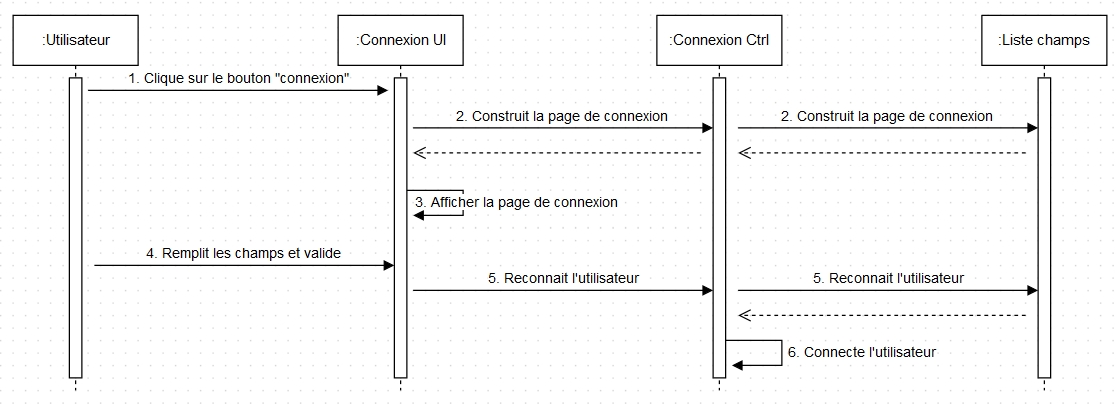 :Utilisateur
:Connexion UI
:Connexion Ctrl
:Liste champs
1. Clique sur le bouton "connexion"
2. Construit la page de connexion
2. Construit la page de connexion
3. Afficher la page de connexion
4. Remplit les champs et valide
5. Reconnait l'utilisateur
5. Reconnait l'utilisateur
6. Connecte l'utilisateur